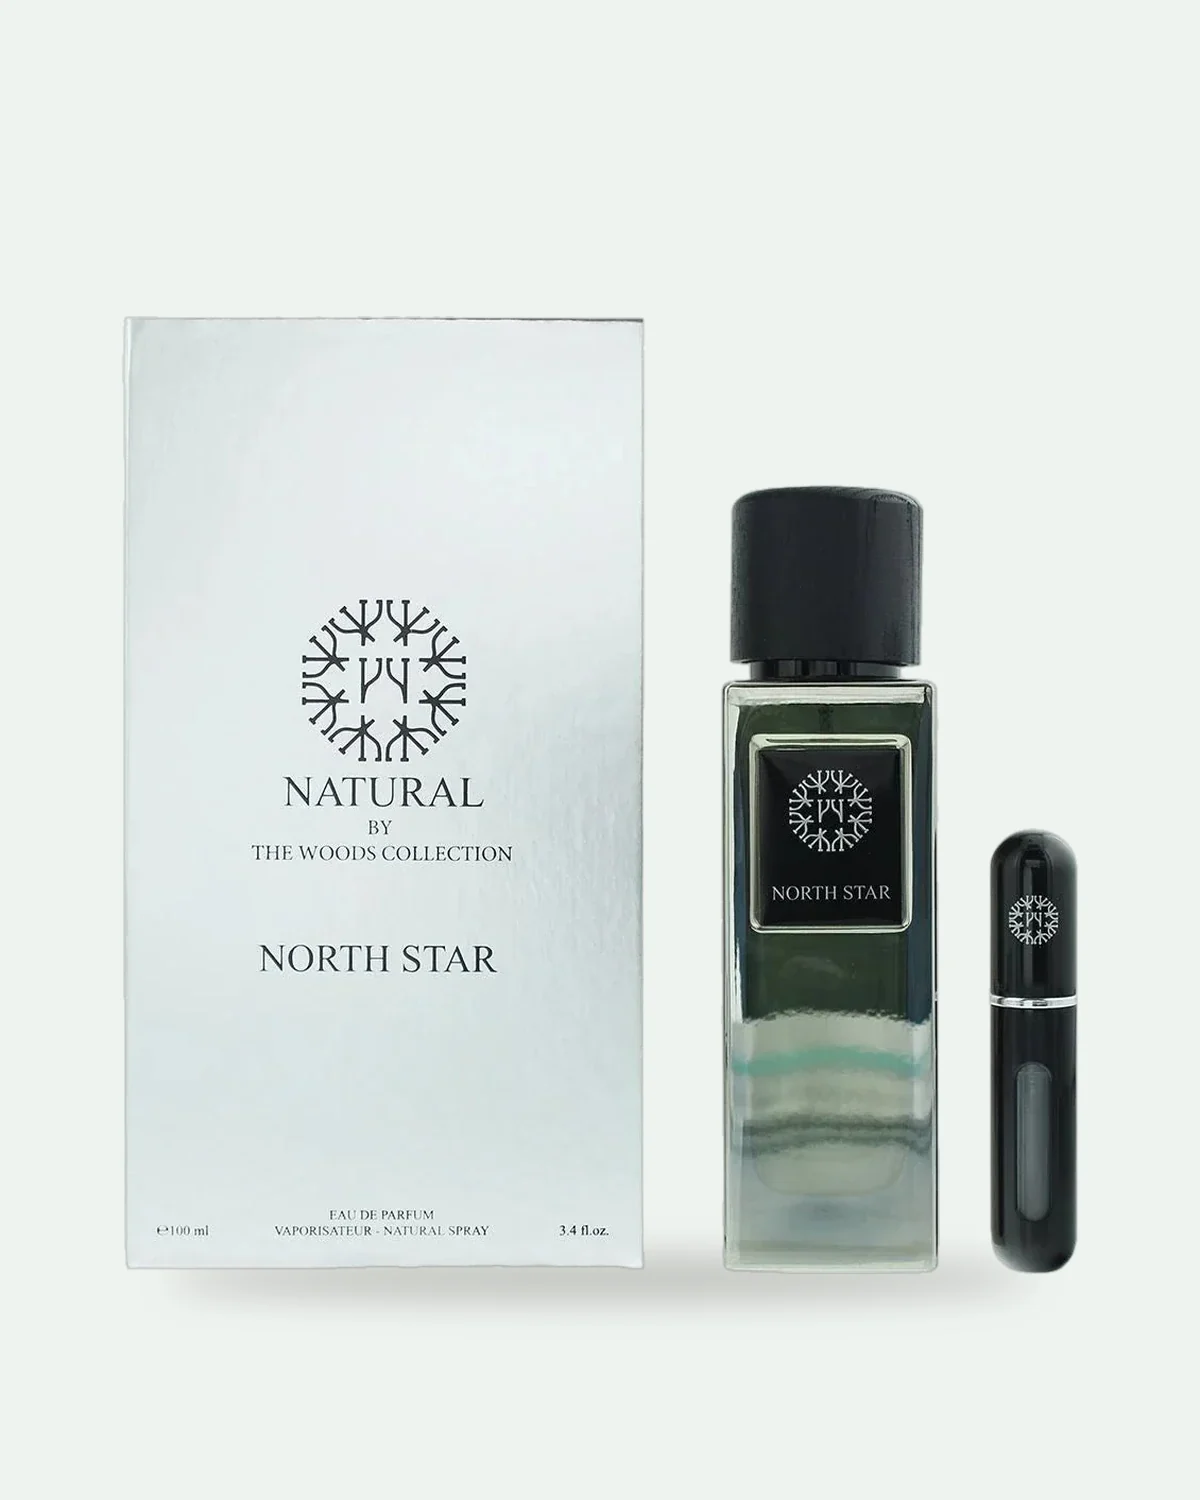 NATURAL
BY
THE WOODS COLLECTION
NORTH STAR
EAU DE PARFUM
℮100 ml VAPORISATEUR - NATURAL SPRAY 3.4 fl.oz.
NORTH STAR